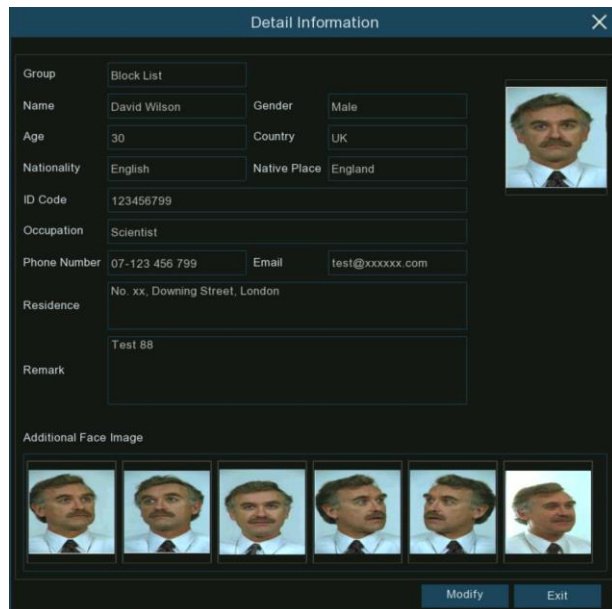 Detail Information
Group Block List
Name David Wilson Gender Male
Age 30 Country UK
Nationality English Native Place England
ID Code 123456799
Occupation Scientist
Phone Number 07-123 456 799 Email test@xxxxxx.com
Residence No. xx, Downing Street, London
Remark Test 88
Additional Face Image
Modify Exit